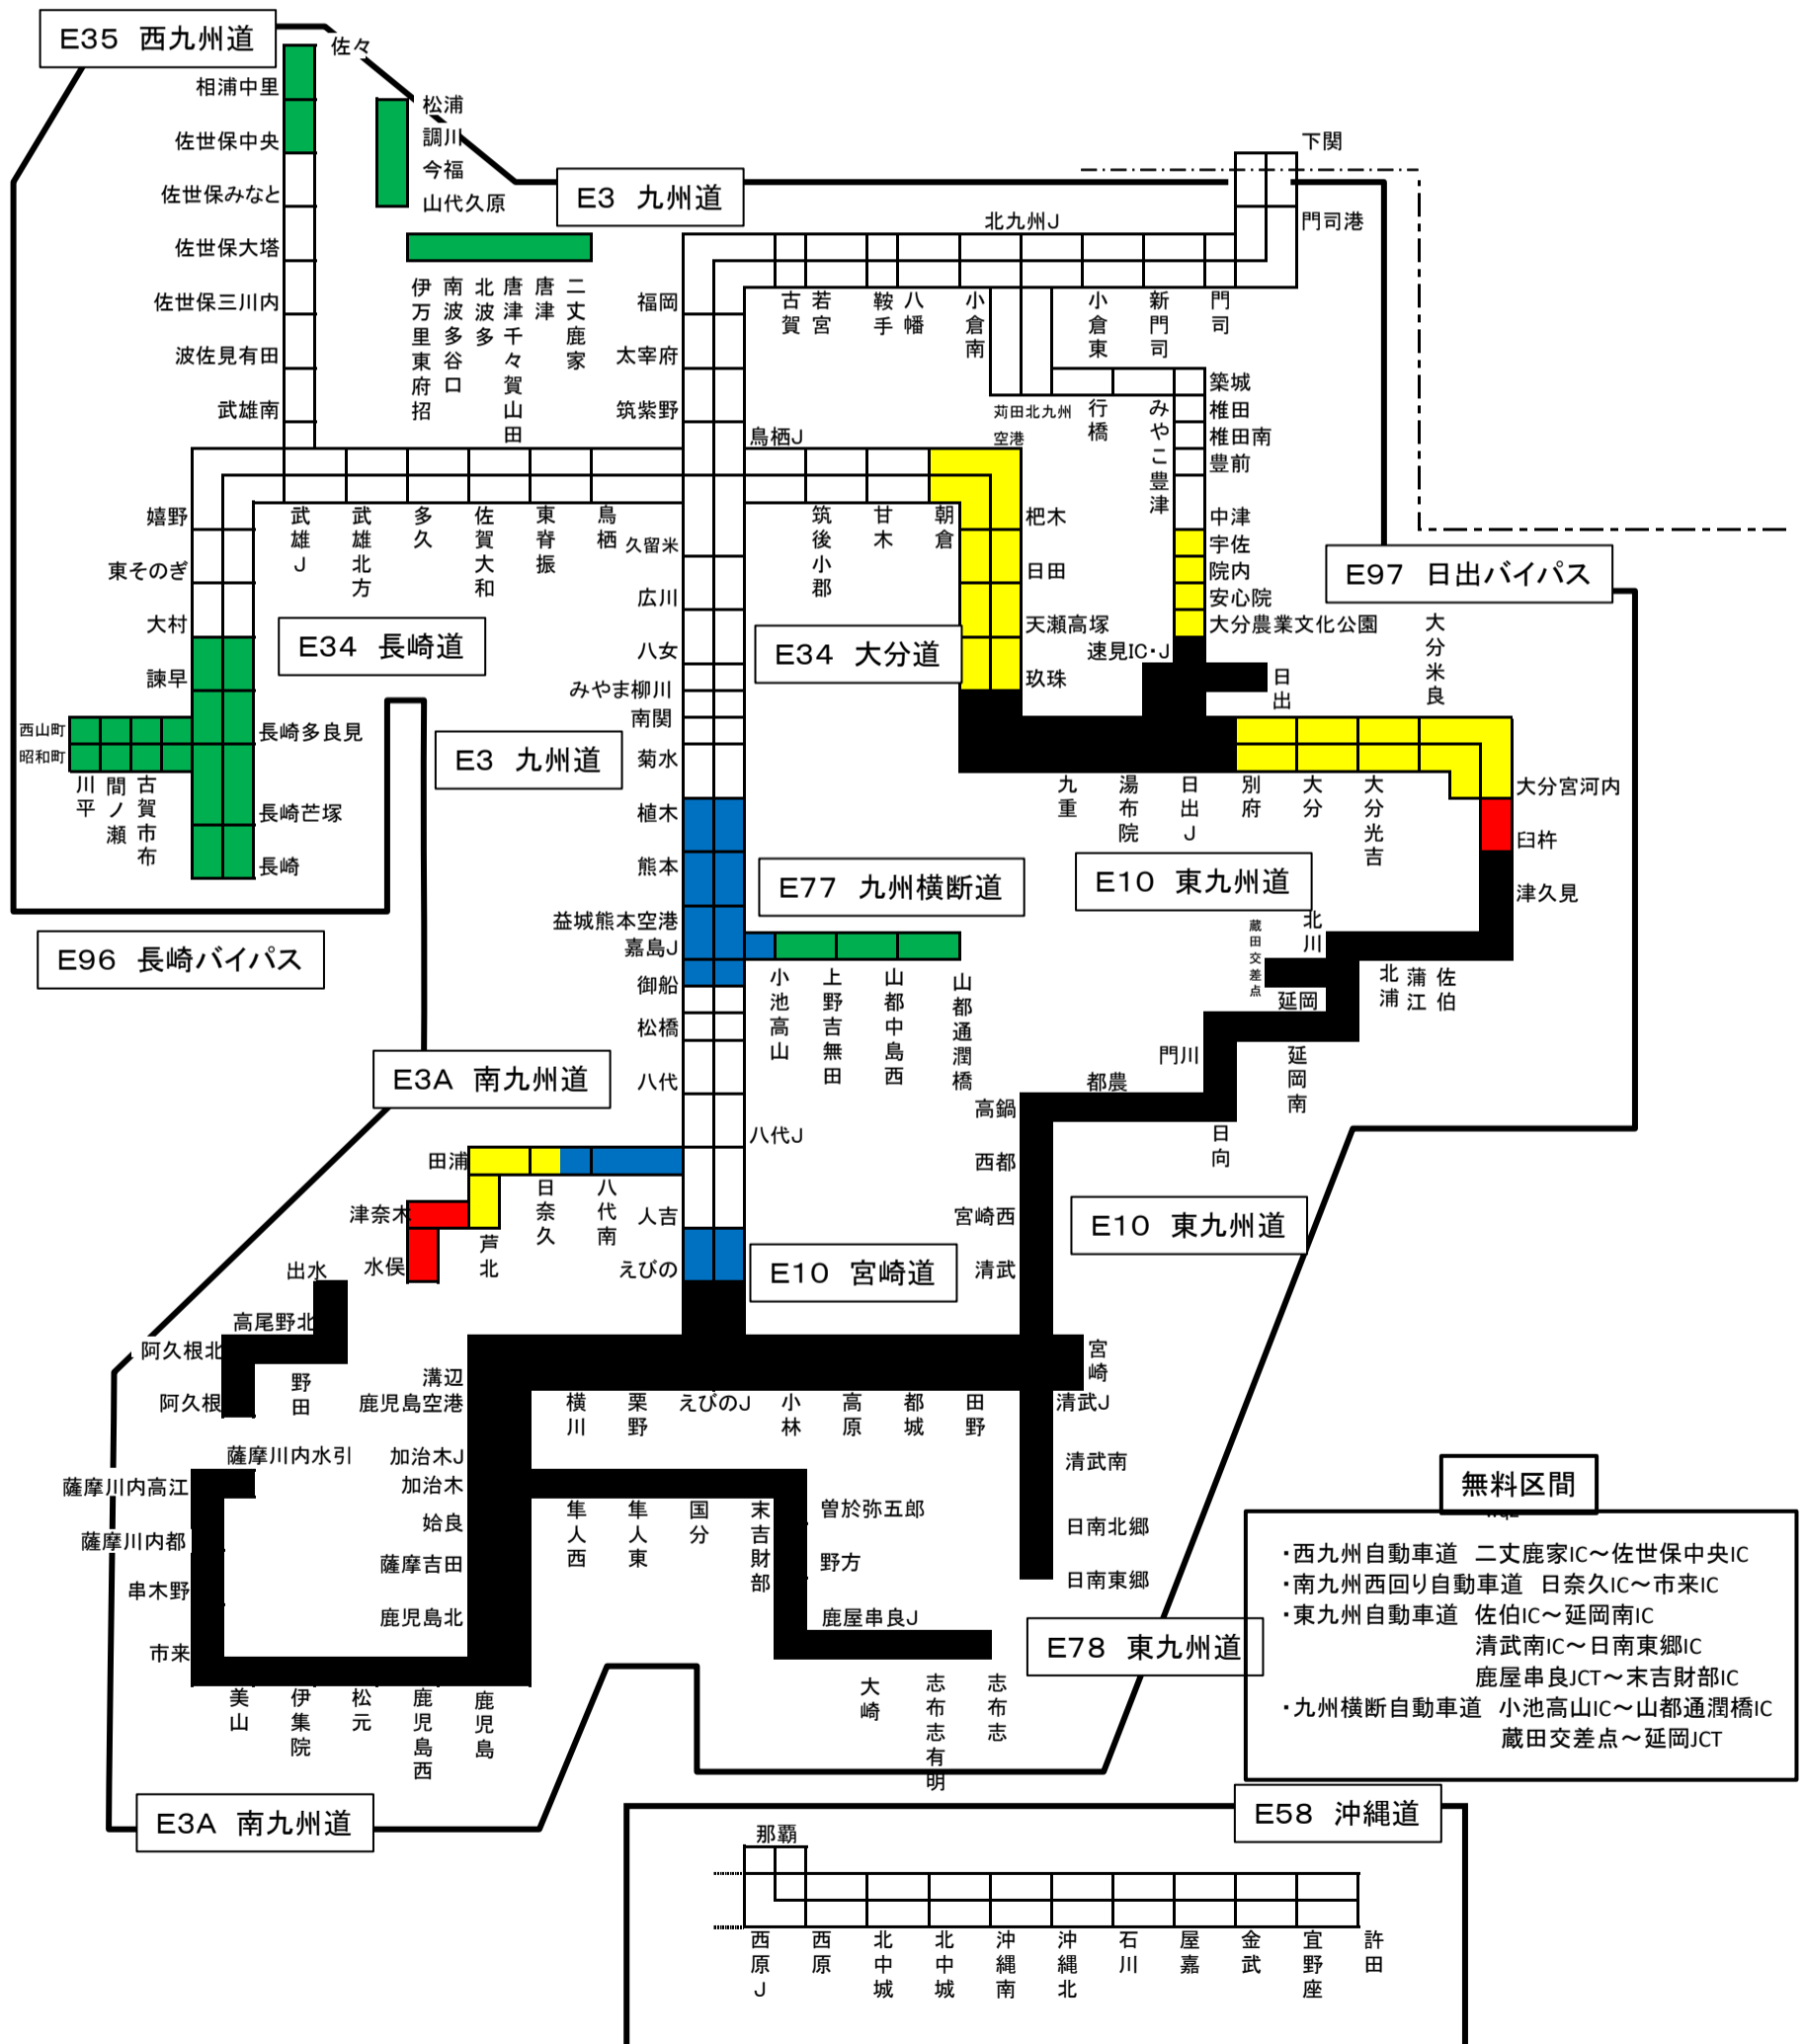 E35 西九州道
佐々
相浦中里
佐世保中央
佐世保みなと
佐世保大塔
佐世保三川内
波佐見有田
武雄南
松浦
調川
今福
山代久原
E3 九州道
下関
門司港
北九州J
伊万里東府招
南波多谷口
北波多
唐津千々賀山田
唐津
二丈鹿家
福岡
太宰府
筑紫野
古賀
若宮
鞍手
八幡
小倉南
小倉東
新門司
門司
苅田北九州
空港
行橋
みやこ豊津
築城
椎田
椎田南
豊前
中津
宇佐
院内
安心院
大分農業文化公園
速見IC・J
日出
鳥栖J
嬉野
東そのぎ
大村
諫早
武雄J
武雄北方
多久
佐賀大和
東脊振
鳥栖
久留米
広川
八女
みやま柳川
南関
菊水
植木
熊本
益城熊本空港
嘉島J
御船
松橋
八代
筑後小郡
甘木
朝倉
杷木
日田
天瀬高塚
玖珠
E34 長崎道
E34 大分道
E97 日出バイパス
大分米良
西山町
昭和町
川平
間ノ瀬
古賀市布
長崎多良見
長崎芒塚
長崎
E3 九州道
九重
湯布院
日出J
別府
大分
大分光吉
大分宮河内
臼杵
津久見
E77 九州横断道
E10 東九州道
E96 長崎バイパス
小池高山
上野吉無田
山都中島西
山都通潤橋
蔵田交差点
北川
延岡
北浦
蒲江
佐伯
延岡南
門川
都農
日向
高鍋
西都
宮崎西
清武
E3A 南九州道
八代J
田浦
日奈久
八代南
津奈木
芦北
水俣
人吉
えびの
E10 宮崎道
E10 東九州道
出水
高尾野北
阿久根北
野田
阿久根
溝辺
鹿児島空港
横川
栗野
えびのJ
小林
高原
都城
田野
宮崎
清武J
清武南
日南北郷
日南東郷
薩摩川内水引
薩摩川内高江
薩摩川内都
串木野
市来
加治木J
加治木
姶良
薩摩吉田
鹿児島北
隼人西
隼人東
国分
末吉財部
曽於弥五郎
野方
鹿屋串良J
大崎
志布志有明
志布志
美山
伊集院
松元
鹿児島西
鹿児島
E78 東九州道
無料区間
・西九州自動車道 二丈鹿家IC～佐世保中央IC
・南九州西回り自動車道 日奈久IC～市来IC
・東九州自動車道 佐伯IC～延岡南IC
清武南IC～日南東郷IC
鹿屋串良JCT～末吉財部IC
・九州横断自動車道 小池高山IC～山都通潤橋IC
蔵田交差点～延岡JCT
E3A 南九州道
E58 沖縄道
那覇
西原J
西原
北中城
北中城
沖縄南
沖縄北
石川
屋嘉
金武
宜野座
許田